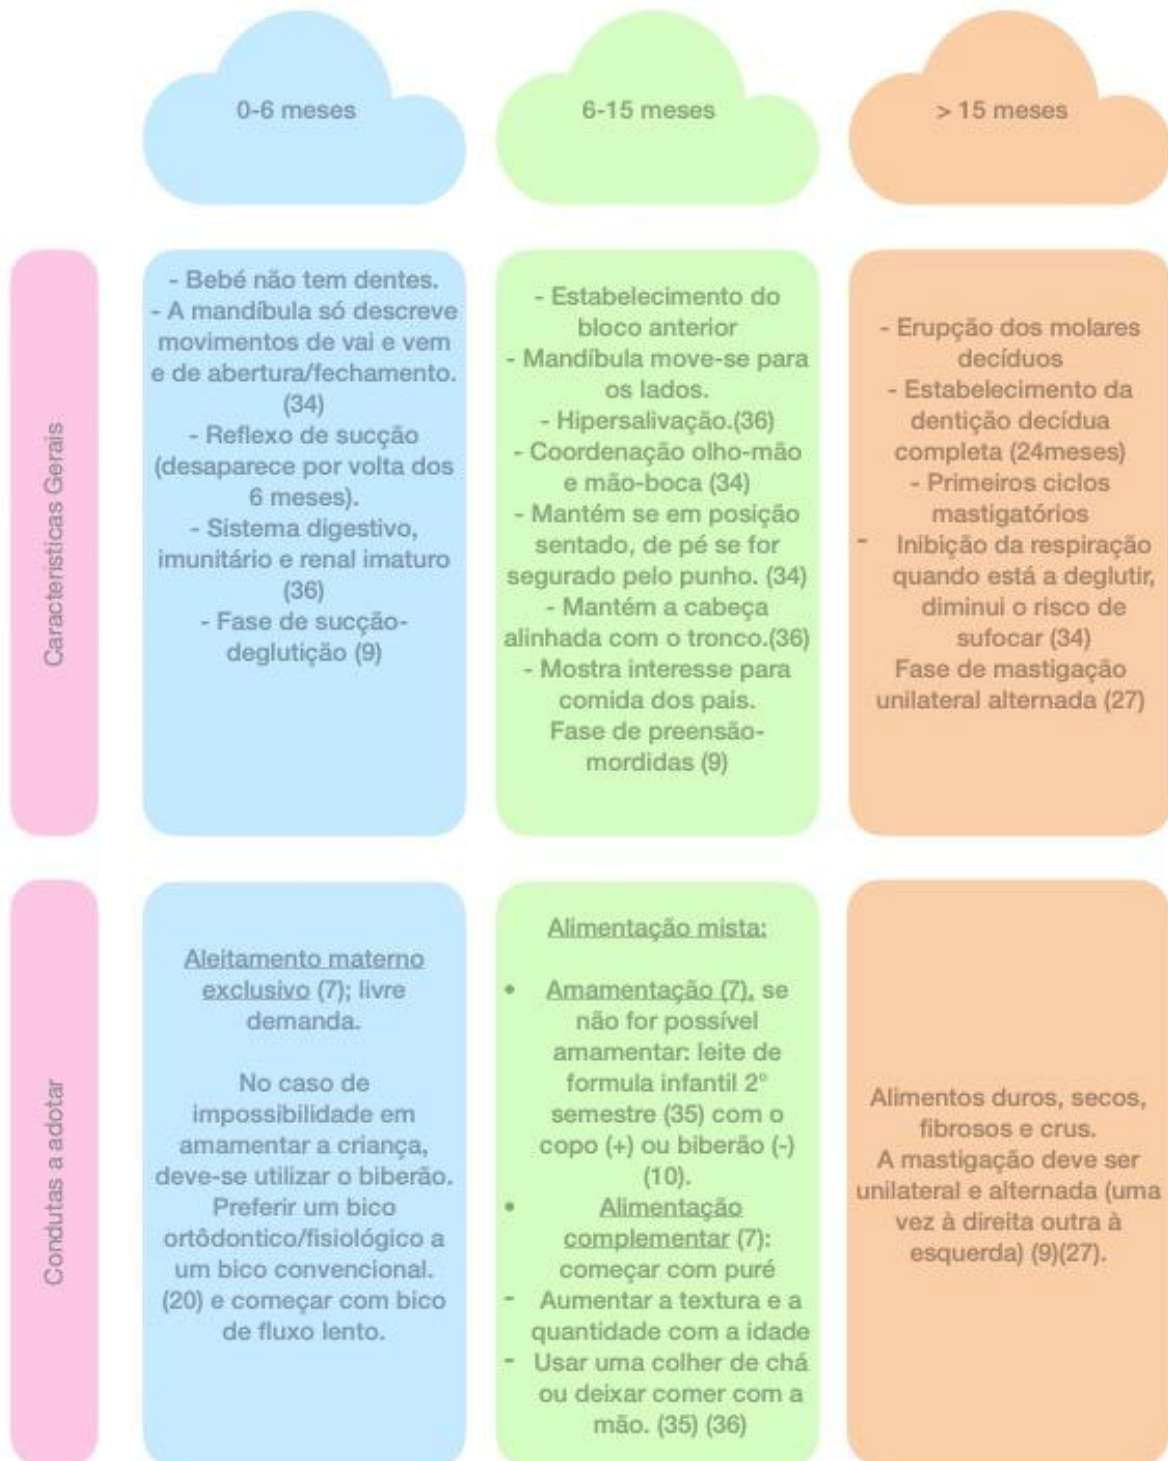 0-6 meses
6-15 meses
> 15 meses
Características Gerais
- Bebé não tem dentes.
- A mandíbula só descreve
movimentos de vai e vem
e de abertura/fechamento.
(34)
- Reflexo de sucção
(desaparece por volta dos
6 meses).
- Sistema digestivo,
imunitário e renal imaturo
(36)
- Fase de sucção-
deglutição (9)
- Estabelecimento do
bloco anterior
- Mandíbula move-se para
os lados.
- Hipersalivação.(36)
- Coordenação olho-mão
e mão-boca (34)
- Mantém se em posição
sentado, de pé se for
segurado pelo punho. (34)
- Mantém a cabeça
alinhada com o tronco.(36)
- Mostra interesse para
comida dos pais.
Fase de preensão-
mordidas (9)
- Erupção dos molares
decíduos
- Estabelecimento da
dentição decídua
completa (24meses)
- Primeiros ciclos
mastigatórios
- Inibição da respiração
quando está a deglutir,
diminui o risco de
sufocar (34)
Fase de mastigação
unilateral alternada (27)
Condutas a adotar
Aleitamento materno
exclusivo (7); livre
demanda.
No caso de
impossibilidade em
amamentar a criança,
deve-se utilizar o biberão.
Preferir um bico
ortôdontico/fisiológico a
um bico convencional.
(20) e começar com bico
de fluxo lento.
Alimentação mista:
• Amamentação (7), se
não for possível
amamentar: leite de
formula infantil 2º
semestre (35) com o
copo (+) ou biberão (-)
(10).
• Alimentação
complementar (7):
começar com puré
- Aumentar a textura e a
quantidade com a idade
- Usar uma colher de chá
ou deixar comer com a
mão. (35) (36)
Alimentos duros, secos,
fibrosos e crus.
A mastigação deve ser
unilateral e alternada (uma
vez à direita outra à
esquerda) (9)(27).